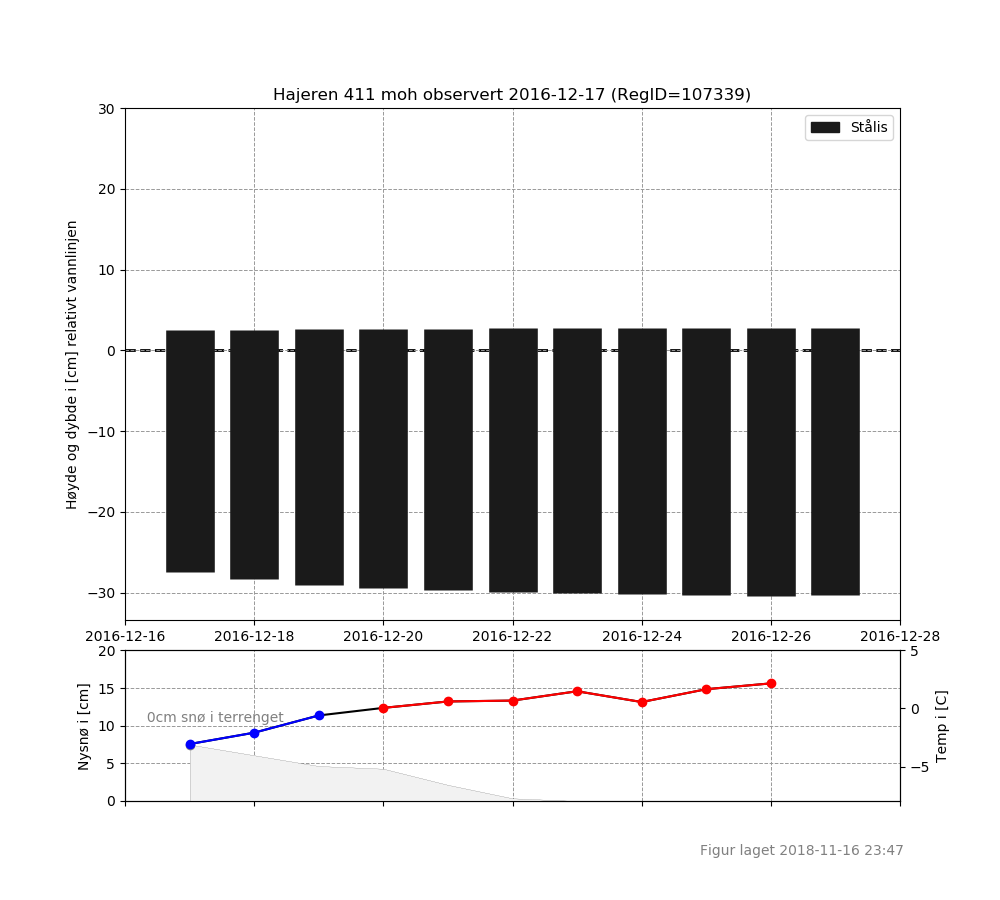 Hajeren 411 moh observert 2016-12-17 (RegID=107339)
Stålis
Høyde og dybde i [cm] relativt vannlinjen
30
20
10
0
−10
−20
−30
2016-12-16 2016-12-18 2016-12-20 2016-12-22 2016-12-24 2016-12-26 2016-12-28
Nysnø i [cm]
20
15
10
5
0
0cm snø i terrenget
5
0
−5
Temp i [C]
Figur laget 2018-11-16 23:47